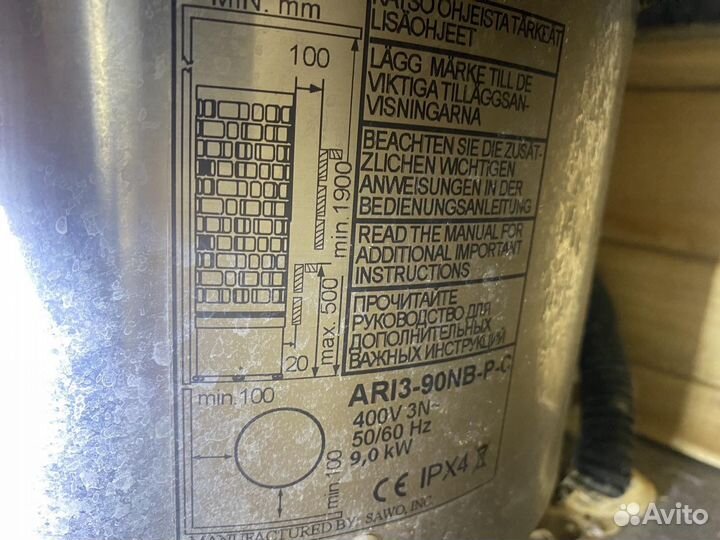 MIN. mm
100
min. 1900
max. 500
20
KATSO OHJEISTA TÄRKEÄT
LISÄOHJEET
LÄGG MÄRKE TILL DE
VIKTIGA TILLÄGGSAN-
VISNINGARNA
BEACHTEN SIE DIE ZUSÄT-
ZLICHEN WICHTIGEN
ANWEISUNGEN IN DER
BEDIENUNGSANLEITUNG
READ THE MANUAL FOR
ADDITIONAL IMPORTANT
INSTRUCTIONS
ПРОЧИТАЙТЕ
РУКОВОДСТВО ДЛЯ
ДОПОЛНИТЕЛЬНЫХ
ВАЖНЫХ ИНСТРУКЦИЙ
min.100
min.100
ARI3-90NB-P-C
400V 3N~
50/60 Hz
9,0 kW
CE IPX4
MANUFACTURED BY: SAWO, INC.
Avito